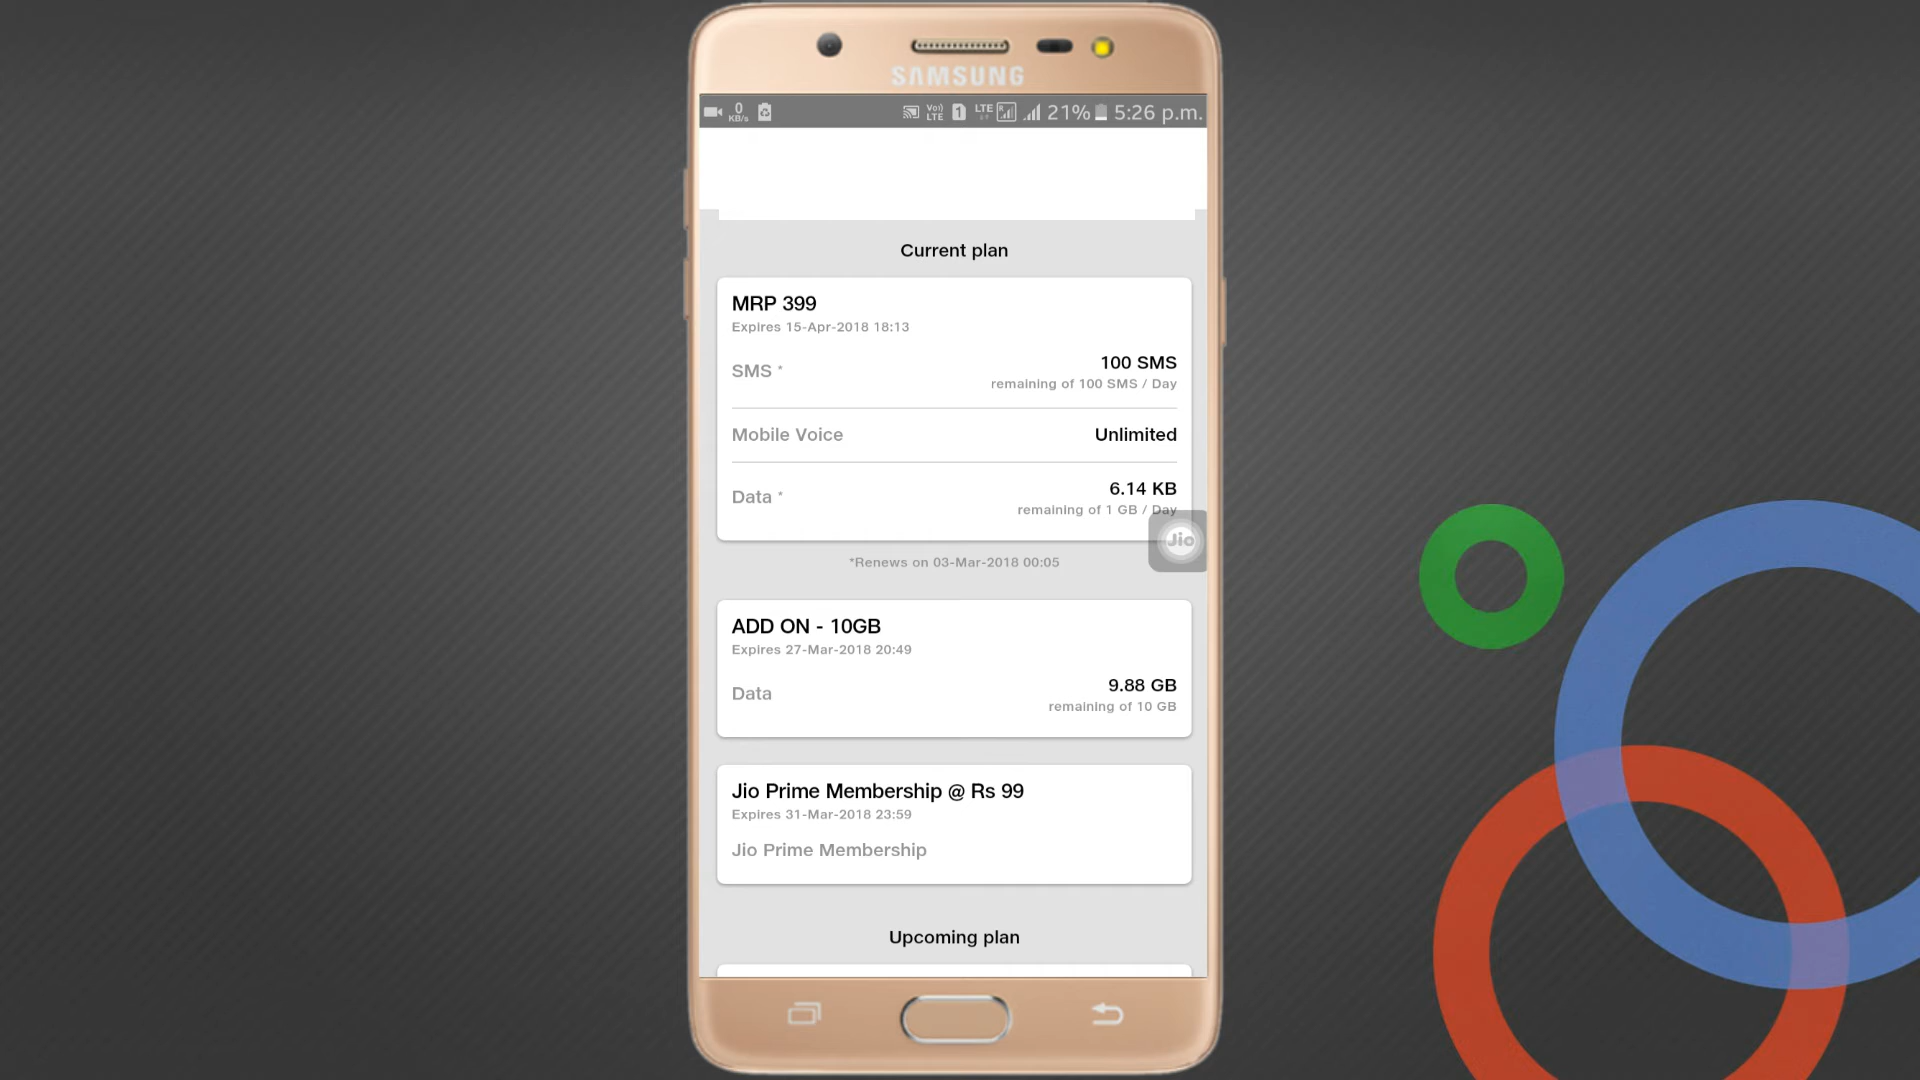 SAMSUNG
0 KB/s VoLTE 1 LTE 21% 5:26 p.m.
Current plan
MRP 399
Expires 15-Apr-2018 18:13
SMS *
100 SMS
remaining of 100 SMS / Day
Mobile Voice
Unlimited
Data *
6.14 KB
remaining of 1 GB / Day
Jio
*Renews on 03-Mar-2018 00:05
ADD ON - 10GB
Expires 27-Mar-2018 20:49
Data
9.88 GB
remaining of 10 GB
Jio Prime Membership @ Rs 99
Expires 31-Mar-2018 23:59
Jio Prime Membership
Upcoming plan